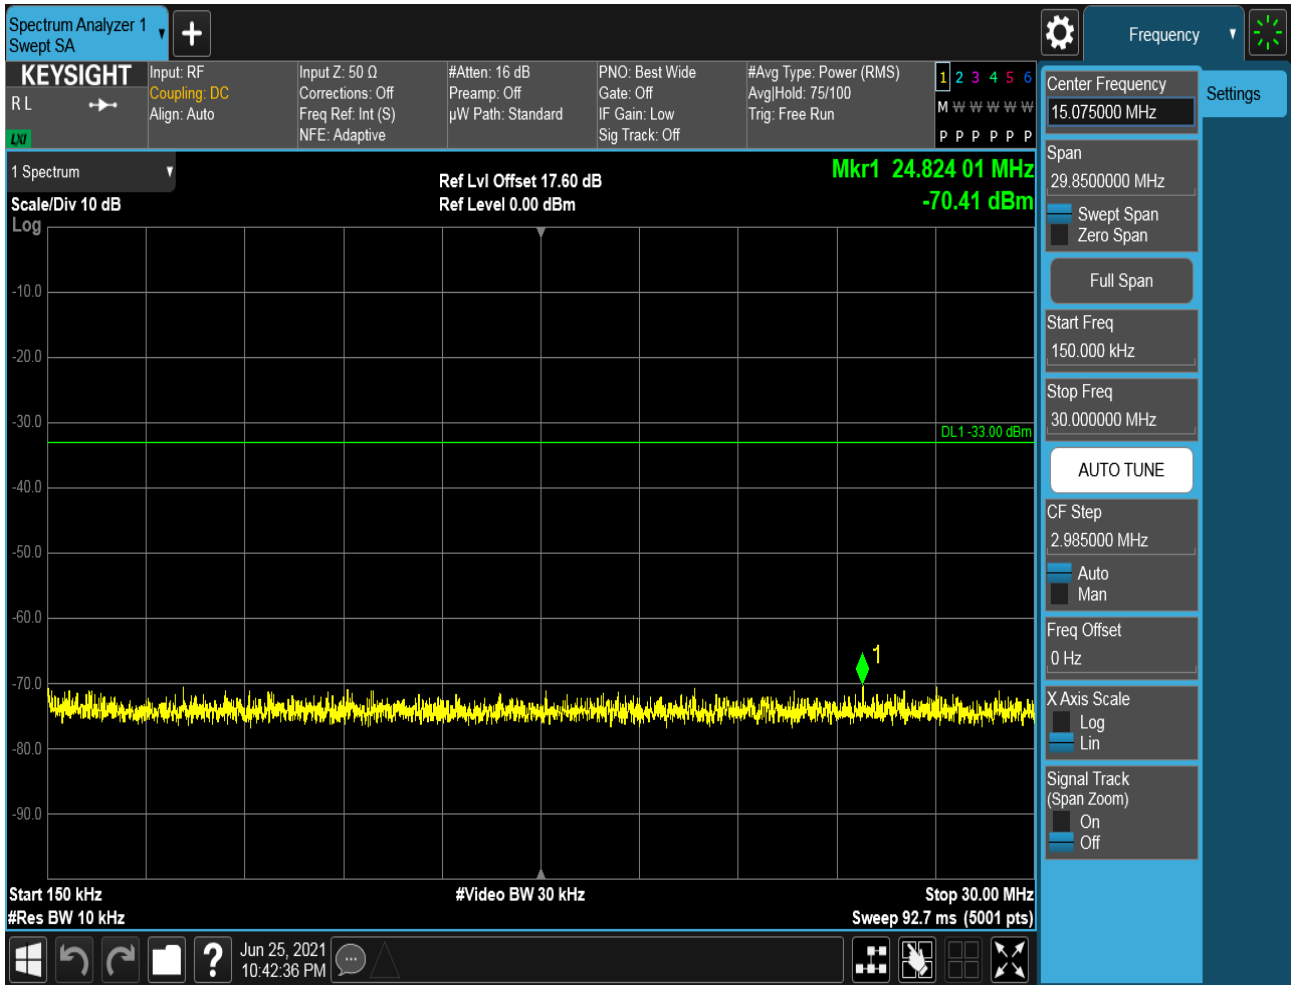 Spectrum Analyzer 1
Swept SA
Frequency
KEYSIGHT
R L
LXI
Input: RF
Coupling: DC
Align: Auto
Input Z: 50 Ω
Corrections: Off
Freq Ref: Int (S)
NFE: Adaptive
#Atten: 16 dB
Preamp: Off
µW Path: Standard
PNO: Best Wide
Gate: Off
IF Gain: Low
Sig Track: Off
#Avg Type: Power (RMS)
Avg|Hold: 75/100
Trig: Free Run
1 2 3 4 5 6
M W W W W W
P P P P P P
1 Spectrum
Scale/Div 10 dB
Log
Ref Lvl Offset 17.60 dB
Ref Level 0.00 dBm
Mkr1 24.824 01 MHz
-70.41 dBm
-10.0
-20.0
-30.0
DL1 -33.00 dBm
-40.0
-50.0
-60.0
1
-70.0
-80.0
-90.0
Start 150 kHz
#Video BW 30 kHz
Stop 30.00 MHz
#Res BW 10 kHz
Sweep 92.7 ms (5001 pts)
Center Frequency
15.075000 MHz
Settings
Span
29.8500000 MHz
Swept Span
Zero Span
Full Span
Start Freq
150.000 kHz
Stop Freq
30.000000 MHz
AUTO TUNE
CF Step
2.985000 MHz
Auto
Man
Freq Offset
0 Hz
X Axis Scale
Log
Lin
Signal Track
(Span Zoom)
On
Off
?
Jun 25, 2021
10:42:36 PM